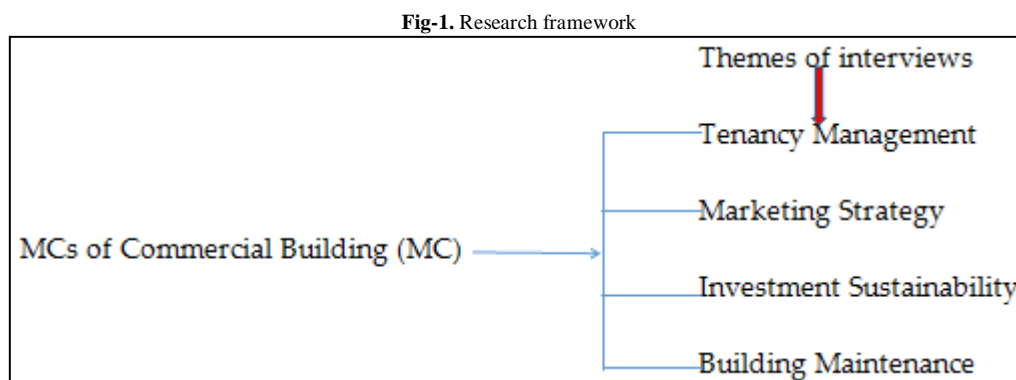 Fig-1. Research framework
Themes of interviews
Tenancy Management
Marketing Strategy
MCs of Commercial Building (MC)
Investment Sustainability
Building Maintenance